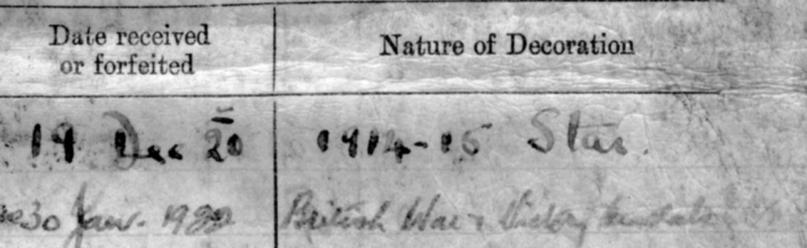 Date received
or forfeited
Nature of Decoration
19 Dec 20
1914-15 Star.
30 Jan. 1922
British War & Victory medals